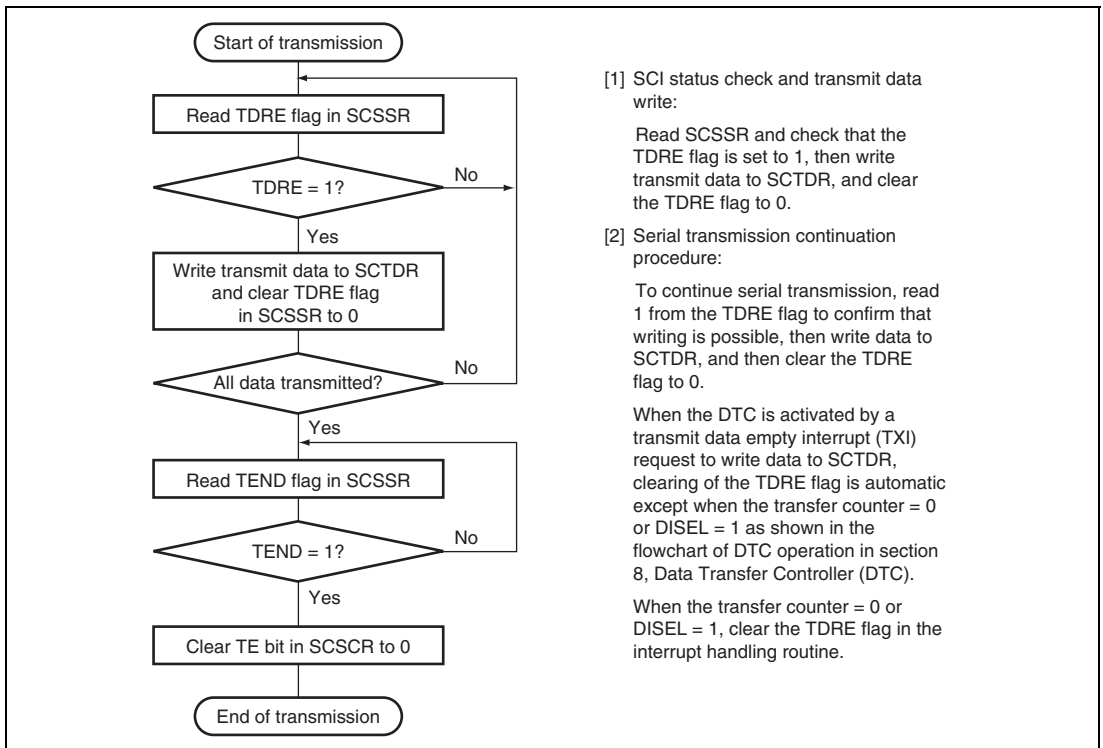 Start of transmission
Read TDRE flag in SCSSR
TDRE = 1?
No
Yes
Write transmit data to SCTDR
and clear TDRE flag
in SCSSR to 0
All data transmitted?
No
Yes
Read TEND flag in SCSSR
TEND = 1?
No
Yes
Clear TE bit in SCSCR to 0
End of transmission
[1] SCI status check and transmit data
write:
Read SCSSR and check that the
TDRE flag is set to 1, then write
transmit data to SCTDR, and clear
the TDRE flag to 0.
[2] Serial transmission continuation
procedure:
To continue serial transmission, read
1 from the TDRE flag to confirm that
writing is possible, then write data to
SCTDR, and then clear the TDRE
flag to 0.
When the DTC is activated by a
transmit data empty interrupt (TXI)
request to write data to SCTDR,
clearing of the TDRE flag is automatic
except when the transfer counter = 0
or DISEL = 1 as shown in the
flowchart of DTC operation in section
8, Data Transfer Controller (DTC).
When the transfer counter = 0 or
DISEL = 1, clear the TDRE flag in the
interrupt handling routine.